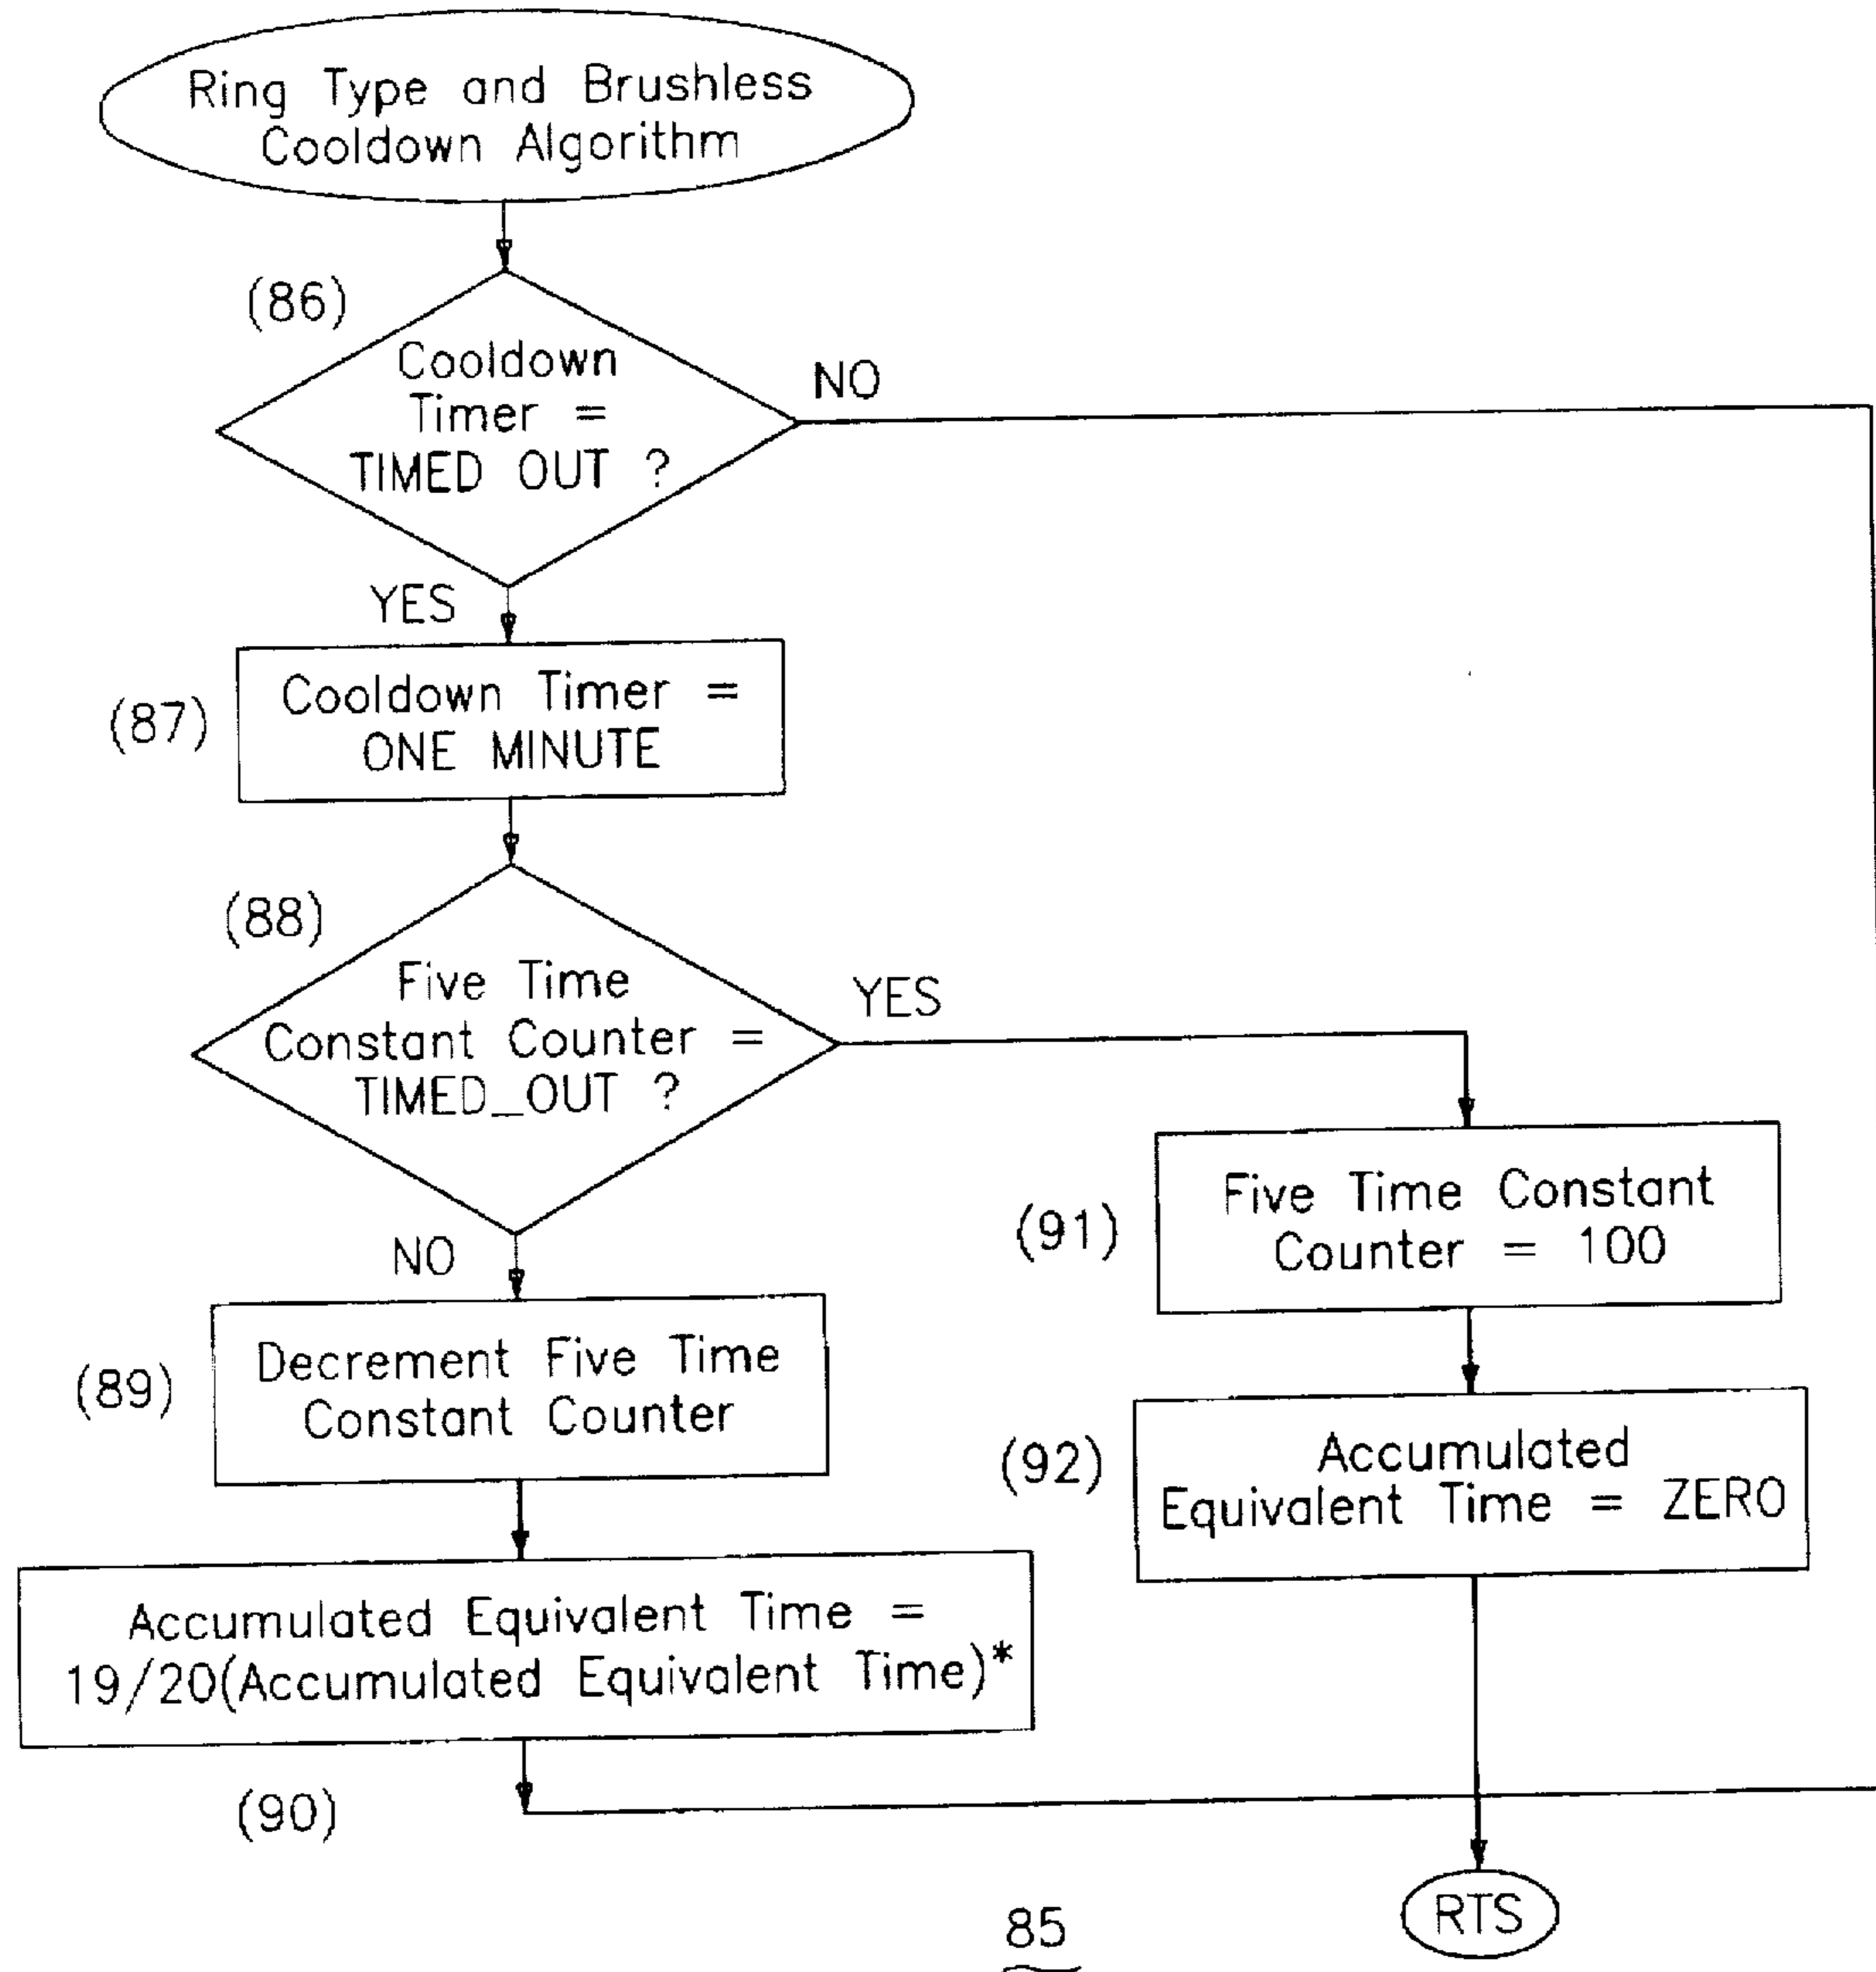 Ring Type and Brushless
Cooldown Algorithm
(86)
Cooldown
Timer =
TIMED OUT ?
NO
YES
(87)
Cooldown Timer =
ONE MINUTE
(88)
Five Time
Constant Counter =
TIMED_OUT ?
YES
NO
(91)
Five Time Constant
Counter = 100
(89)
Decrement Five Time
Constant Counter
(92)
Accumulated
Equivalent Time = ZERO
Accumulated Equivalent Time =
19/20(Accumulated Equivalent Time)*
(90)
RTS
85